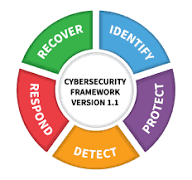 RECOVER
IDENTIFY
CYBERSECURITY
FRAMEWORK
VERSION 1.1
RESPOND
PROTECT
DETECT